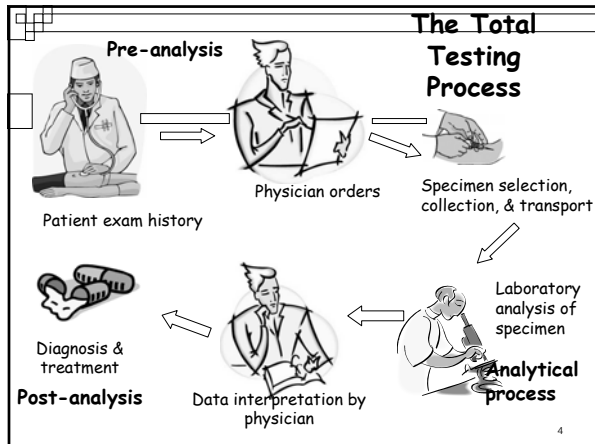 The Total
Testing
Process
Pre-analysis
Patient exam history
Physician orders
Specimen selection,
collection, & transport
Laboratory
analysis of
specimen
Analytical
process
Data interpretation by
physician
Diagnosis &
treatment
Post-analysis
4